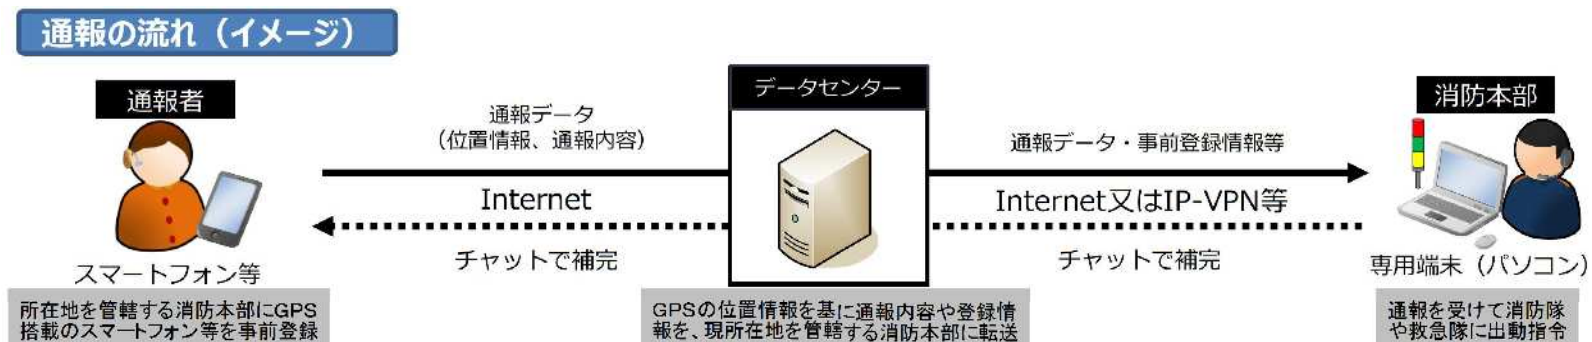 通報の流れ（イメージ）
通報者
スマートフォン等
所在地を管轄する消防本部にGPS
搭載のスマートフォン等を事前登録
通報データ
（位置情報、通報内容）
Internet
チャットで補完
データセンター
GPSの位置情報を基に通報内容や登録情
報を、現所在地を管轄する消防本部に転送
通報データ・事前登録情報等
Internet又はIP-VPN等
チャットで補完
消防本部
専用端末（パソコン）
通報を受けて消防隊
や救急隊に出動指令